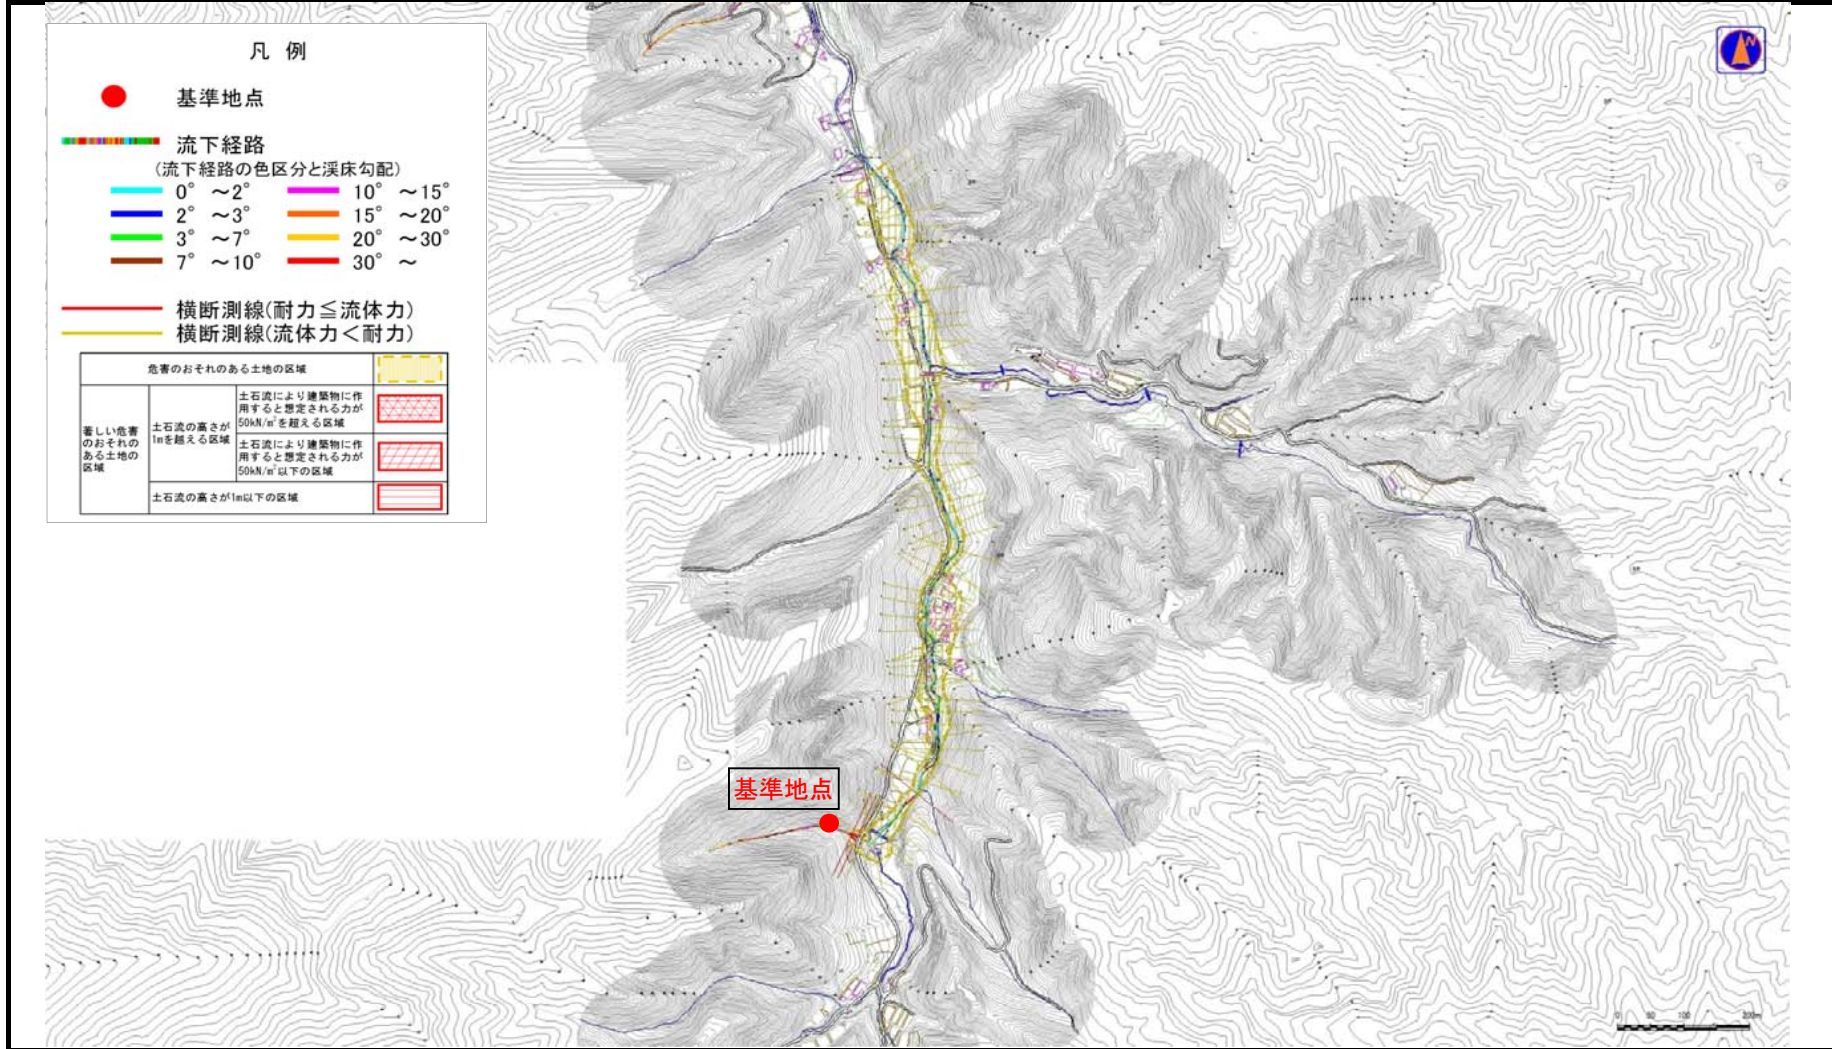 凡 例
基準地点
流下経路
(流下経路の色区分と渓床勾配)
0° ～2° 10° ～15°
2° ～3° 15° ～20°
3° ～7° 20° ～30°
7° ～10° 30° ～
横断測線(耐力≦流体力)
横断測線(流体力＜耐力)
危害のおそれのある土地の区域
著しい危害
のおそれの
ある土地の
区域
土石流の高さが
1mを越える区域
土石流により建築物に作
用すると想定される力が
50kN/m²を超える区域
土石流により建築物に作
用すると想定される力が
50kN/m²以下の区域
土石流の高さが1m以下の区域
N
基準地点
0 50 100 200m